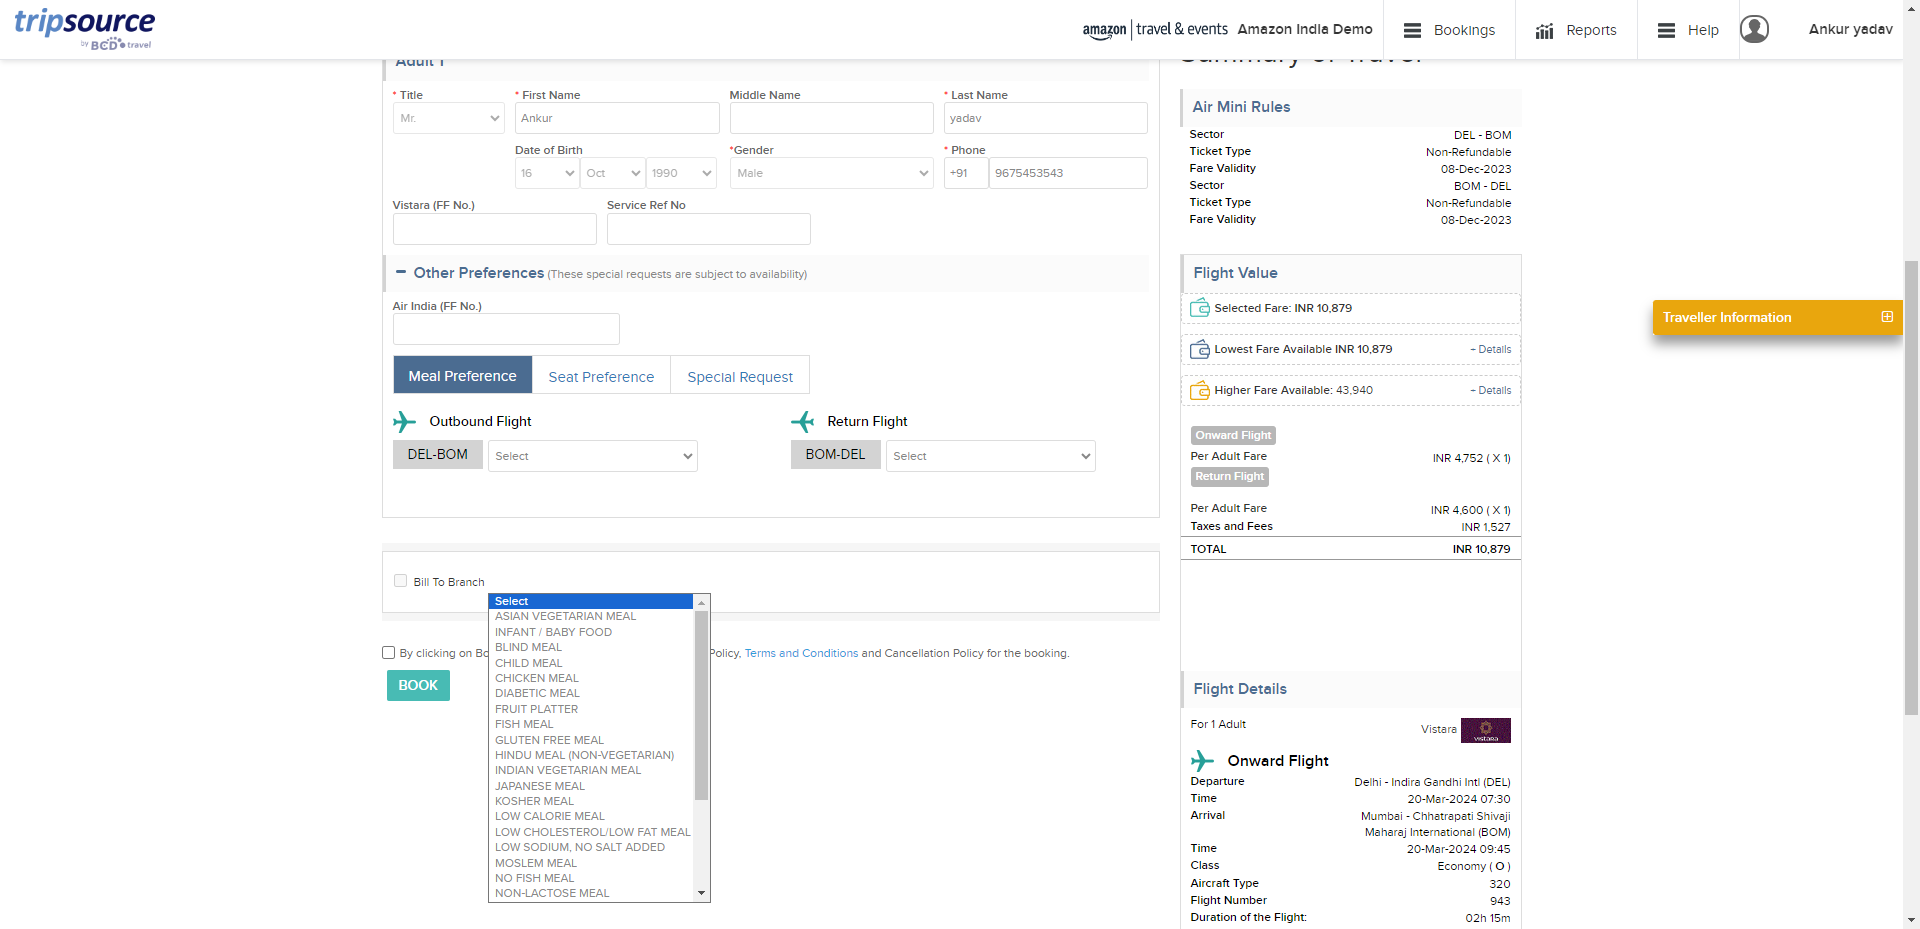 tripsource
by BCD travel
amazon | travel & events Amazon India Demo
Bookings
Reports
Help
Ankur yadav
Adult 1
* Title
* First Name
Middle Name
* Last Name
Mr.
Ankur
yadav
Date of Birth
*Gender
* Phone
16
Oct
1990
Male
+91
9675453543
Vistara (FF No.)
Service Ref No
Other Preferences (These special requests are subject to availability)
Air India (FF No.)
Meal Preference
Seat Preference
Special Request
Outbound Flight
Return Flight
DEL-BOM
Select
BOM-DEL
Select
Bill To Branch
Select
ASIAN VEGETARIAN MEAL
INFANT / BABY FOOD
BLIND MEAL
CHILD MEAL
CHICKEN MEAL
DIABETIC MEAL
FRUIT PLATTER
FISH MEAL
GLUTEN FREE MEAL
HINDU MEAL (NON-VEGETARIAN)
INDIAN VEGETARIAN MEAL
JAPANESE MEAL
KOSHER MEAL
LOW CALORIE MEAL
LOW CHOLESTEROL/LOW FAT MEAL
LOW SODIUM, NO SALT ADDED
MOSLEM MEAL
NO FISH MEAL
NON-LACTOSE MEAL
By clicking on Bo
Policy, Terms and Conditions and Cancellation Policy for the booking.
BOOK
Summary of Travel
Air Mini Rules
Sector DEL - BOM
Ticket Type Non-Refundable
Fare Validity 08-Dec-2023
Sector BOM - DEL
Ticket Type Non-Refundable
Fare Validity 08-Dec-2023
Flight Value
Selected Fare: INR 10,879
Lowest Fare Available INR 10,879 - Details
Higher Fare Available: 43,940 - Details
Onward Flight
Per Adult Fare INR 4,752 ( X 1)
Return Flight
Per Adult Fare INR 4,600 ( X 1)
Taxes and Fees INR 1,527
TOTAL INR 10,879
Flight Details
For 1 Adult Vistara
VISTARA
Onward Flight
Departure Delhi - Indira Gandhi Intl (DEL)
Time 20-Mar-2024 07:30
Arrival Mumbai - Chhatrapati Shivaji
Maharaj International (BOM)
Time 20-Mar-2024 09:45
Class Economy ( O )
Aircraft Type 320
Flight Number 943
Duration of the Flight: 02h 15m
Traveller Information